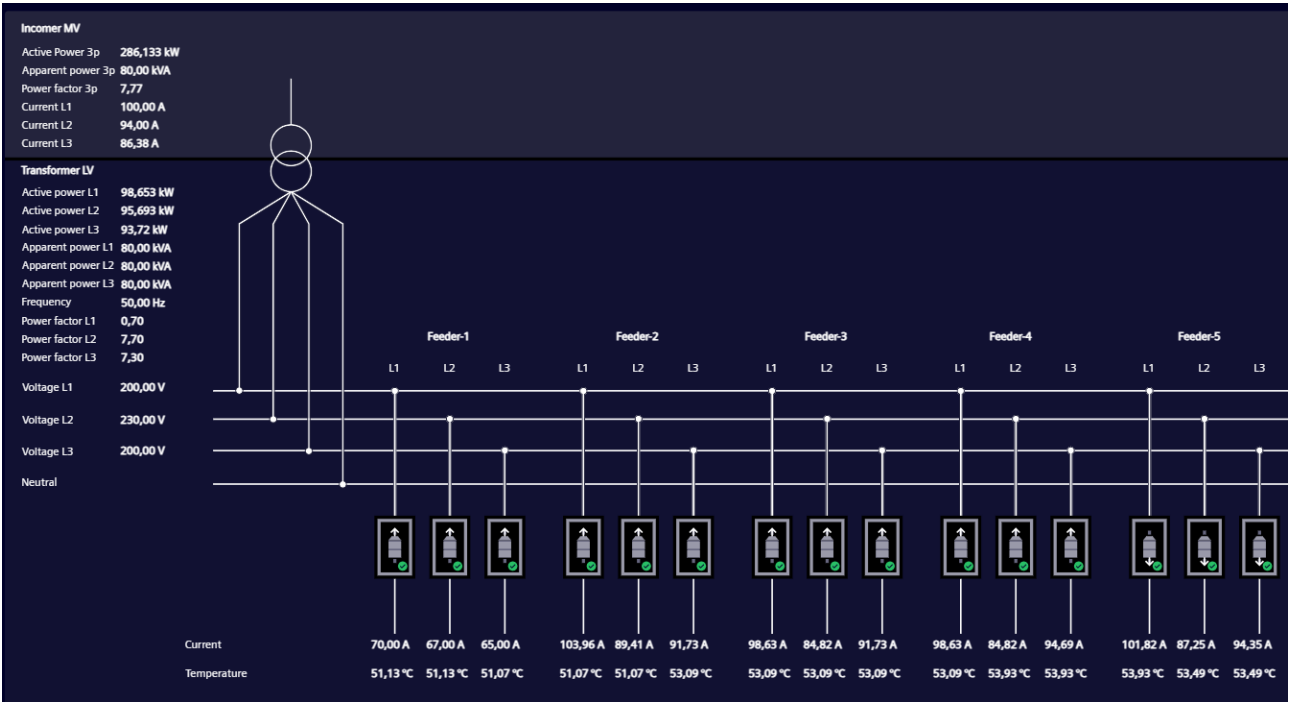 Incomer MV
Active Power 3p 286,133 kW
Apparent power 3p 80,00 kVA
Power factor 3p 7,77
Current L1 100,00 A
Current L2 94,00 A
Current L3 86,38 A
Transformer LV
Active power L1 98,653 kW
Active power L2 95,693 kW
Active power L3 93,72 kW
Apparent power L1 80,00 kVA
Apparent power L2 80,00 kVA
Apparent power L3 80,00 kVA
Frequency 50,00 Hz
Power factor L1 0,70
Power factor L2 7,70
Power factor L3 7,30
Feeder-1 Feeder-2 Feeder-3 Feeder-4 Feeder-5
L1 L2 L3 L1 L2 L3 L1 L2 L3 L1 L2 L3 L1 L2 L3
Voltage L1 200,00 V
Voltage L2 230,00 V
Voltage L3 200,00 V
Neutral
Current 70,00 A 67,00 A 65,00 A 103,96 A 89,41 A 91,73 A 98,63 A 84,82 A 91,73 A 98,63 A 84,82 A 94,69 A 101,82 A 87,25 A 94,35 A
Temperature 51,13 °C 51,13 °C 51,07 °C 51,07 °C 51,07 °C 53,09 °C 53,09 °C 53,09 °C 53,09 °C 53,09 °C 53,93 °C 53,93 °C 53,93 °C 53,49 °C 53,49 °C